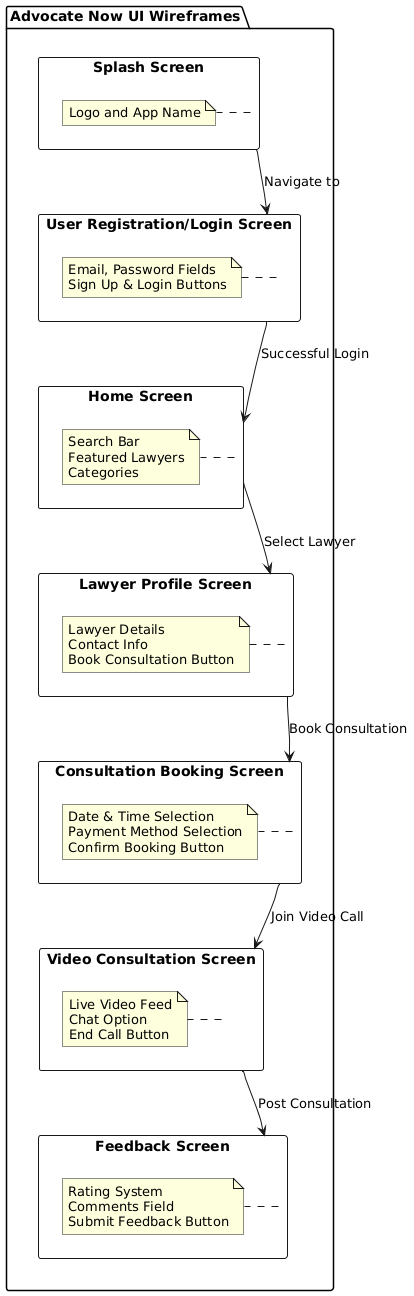 Advocate Now UI Wireframes
Splash Screen
Logo and App Name
Navigate to
User Registration/Login Screen
Email, Password Fields
Sign Up & Login Buttons
Successful Login
Home Screen
Search Bar
Featured Lawyers
Categories
Select Lawyer
Lawyer Profile Screen
Lawyer Details
Contact Info
Book Consultation Button
Book Consultation
Consultation Booking Screen
Date & Time Selection
Payment Method Selection
Confirm Booking Button
Join Video Call
Video Consultation Screen
Live Video Feed
Chat Option
End Call Button
Post Consultation
Feedback Screen
Rating System
Comments Field
Submit Feedback Button